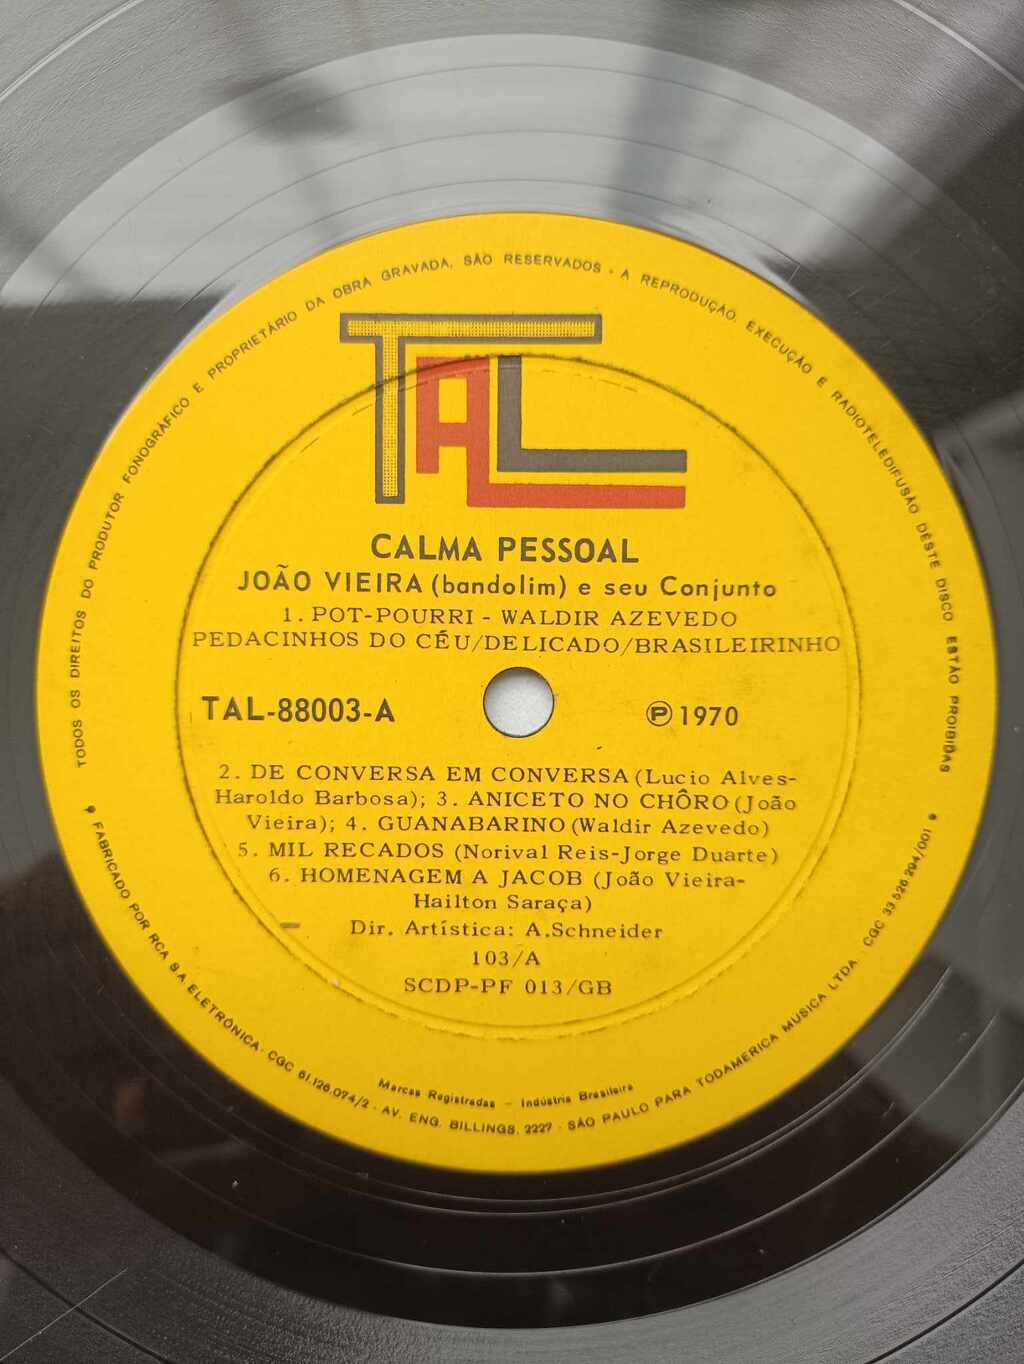 TODOS OS DIREITOS DO PRODUTOR FONOGRÁFICO E PROPRIETÁRIO DA OBRA GRAVADA, SÃO RESERVADOS · A REPRODUÇÃO, EXECUÇÃO E RADIOTELEDIFUSÃO DÊSTE DISCO ESTÃO PROIBIDAS
TAL
CALMA PESSOAL
JOÃO VIEIRA (bandolim) e seu Conjunto
1. POT-POURRI - WALDIR AZEVEDO
PEDACINHOS DO CÉU/DELICADO/BRASILEIRINHO
TAL-88003-A
Ⓟ 1970
2. DE CONVERSA EM CONVERSA (Lucio Alves-
Haroldo Barbosa); 3. ANICETO NO CHÔRO (João
Vieira); 4. GUANABARINO (Waldir Azevedo)
5. MIL RECADOS (Norival Reis-Jorge Duarte)
6. HOMENAGEM A JACOB (João Vieira-
Hailton Saraça)
Dir. Artística: A.Schneider
103/A
SCDP-PF 013/GB
Marcas Registradas - Indústria Brasileira
FABRICADO POR RCA S.A ELETRÔNICA · CGC 61.126.074/2 · AV. ENG. BILLINGS, 2227 · SÃO PAULO PARA TODAMERICA MÚSICA LTDA. CGC 33.526.294/001